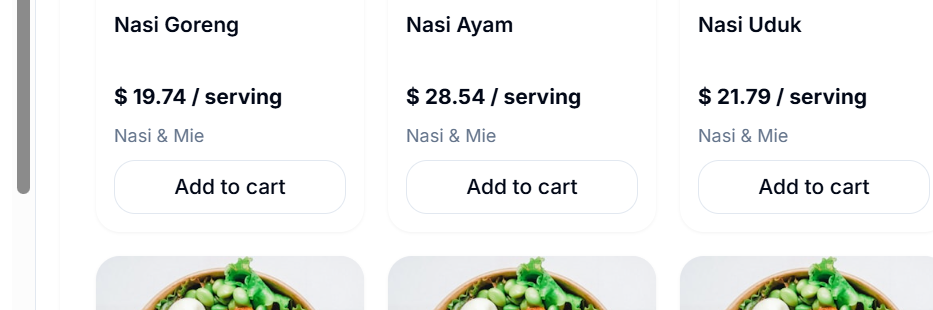 Nasi Goreng
Nasi Ayam
Nasi Uduk
$ 19.74 / serving
$ 28.54 / serving
$ 21.79 / serving
Nasi & Mie
Nasi & Mie
Nasi & Mie
Add to cart
Add to cart
Add to cart